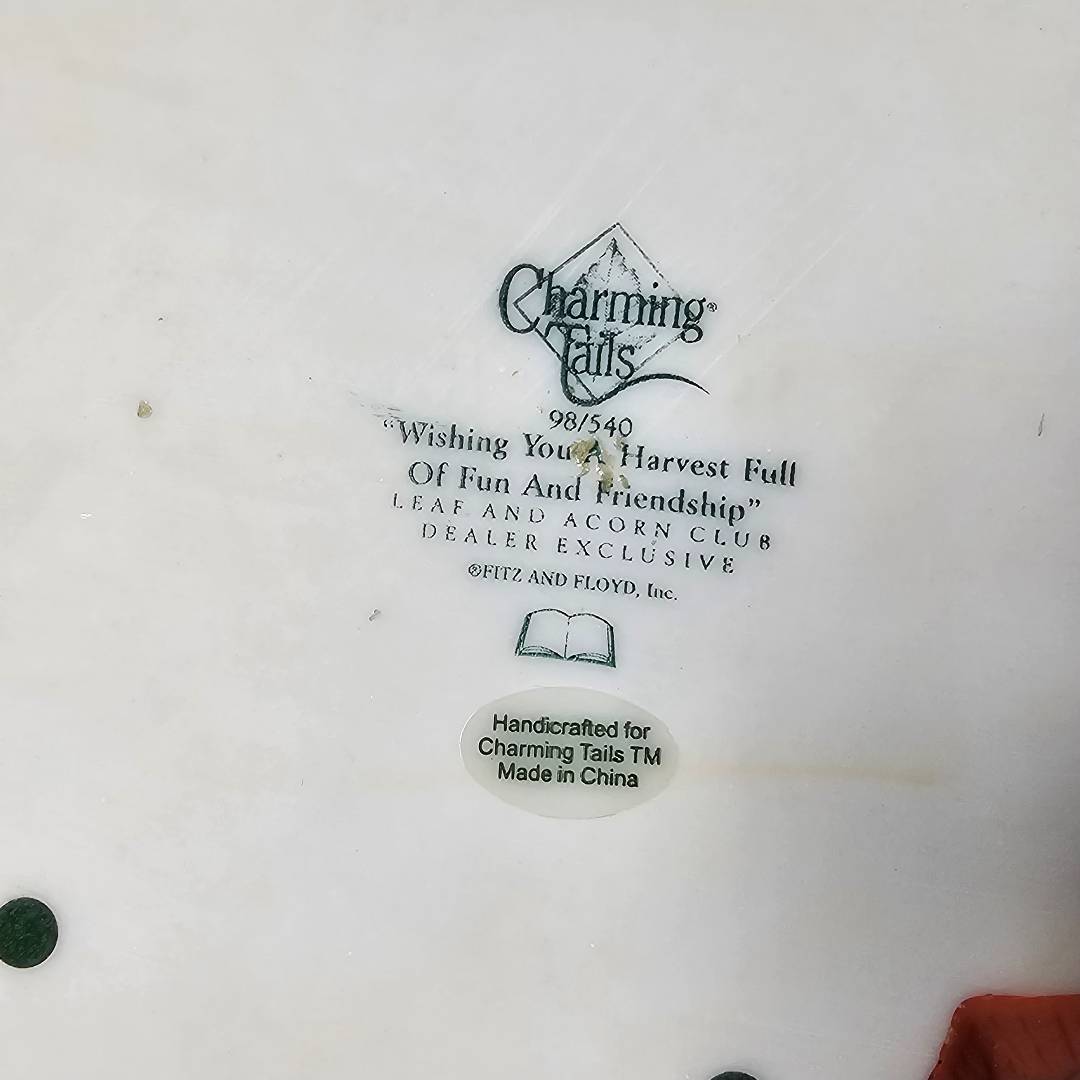 Charming®
Tails
98/540
“Wishing You A Harvest Full
Of Fun And Friendship”
LEAF AND ACORN CLUB
DEALER EXCLUSIVE
®FITZ AND FLOYD, Inc.
Handicrafted for
Charming Tails TM
Made in China